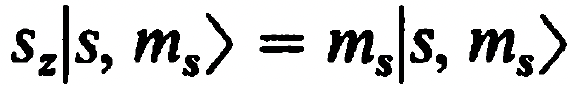 s_z|s, m_s⟩ = m_s|s, m_s⟩